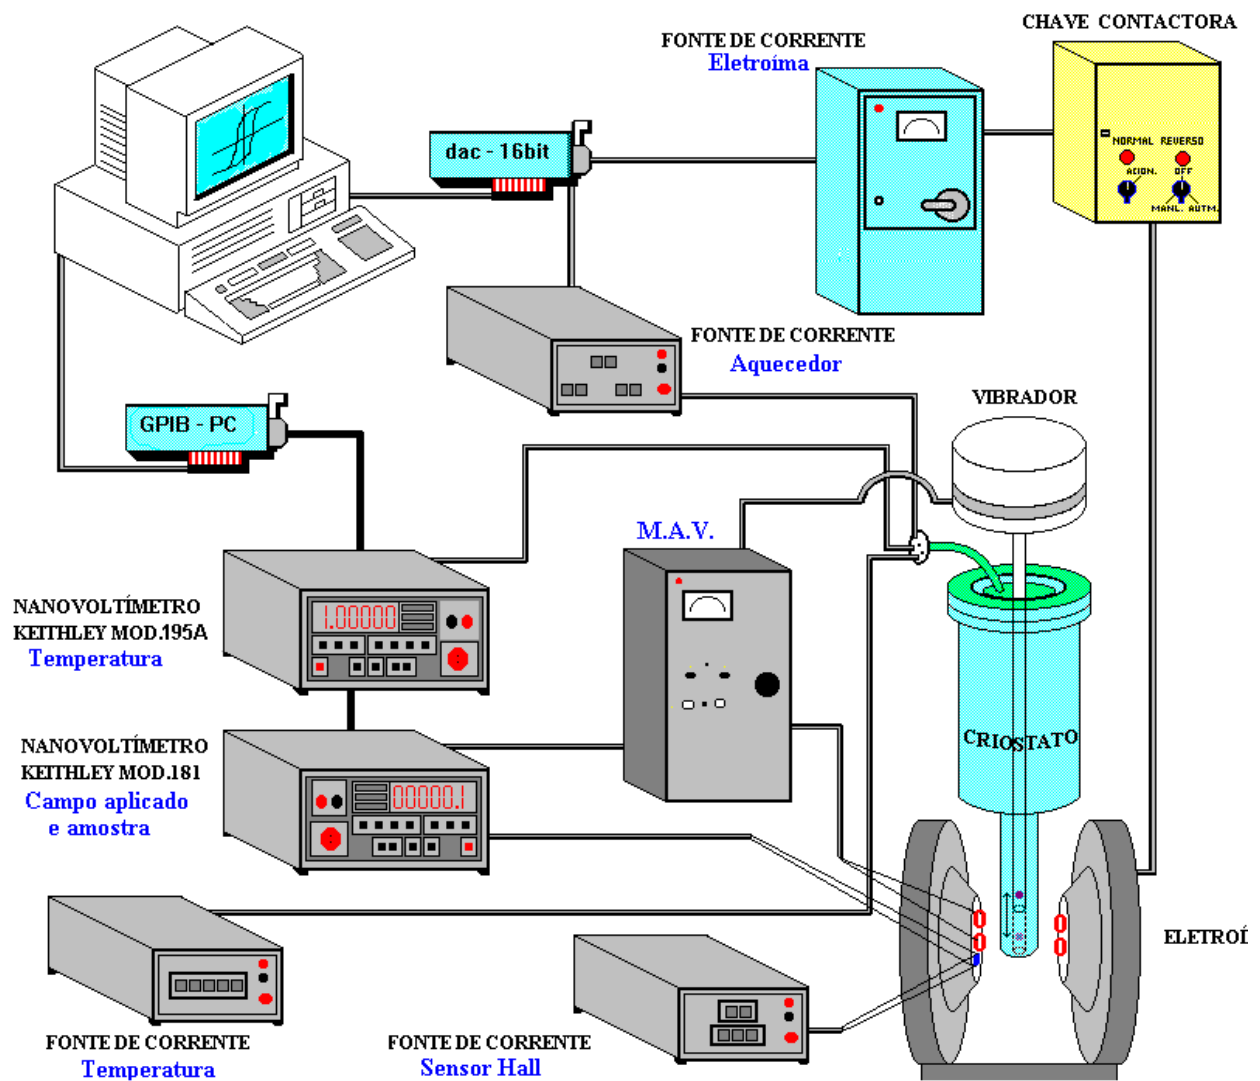 CHAVE CONTACTORA
FONTE DE CORRENTE
Eletroíma
dac - 16bit
NORMAL REVERSO
ACION. OFF
MANL. AUTM.
FONTE DE CORRENTE
Aquecedor
VIBRADOR
GPIB - PC
M.A.V.
NANOVOLTÍMETRO
KEITHLEY MOD.195A
Temperatura
1.00000
NANOVOLTÍMETRO
KEITHLEY MOD.181
Campo aplicado
e amostra
00000.1
CRIOSTATO
ELETROÍ
FONTE DE CORRENTE
Temperatura
FONTE DE CORRENTE
Sensor Hall